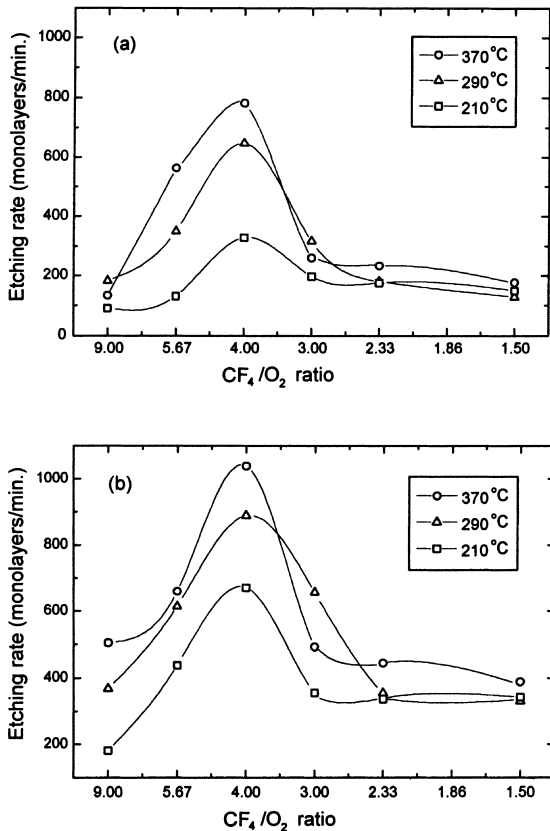 (a)
370°C
290°C
210°C
1000
800
600
400
200
0
Etching rate (monolayers/min.)
9.00 5.67 4.00 3.00 2.33 1.86 1.50
CF₄/O₂ ratio
(b)
370°C
290°C
210°C
1000
800
600
400
200
Etching rate (monolayers/min.)
9.00 5.67 4.00 3.00 2.33 1.86 1.50
CF₄/O₂ ratio